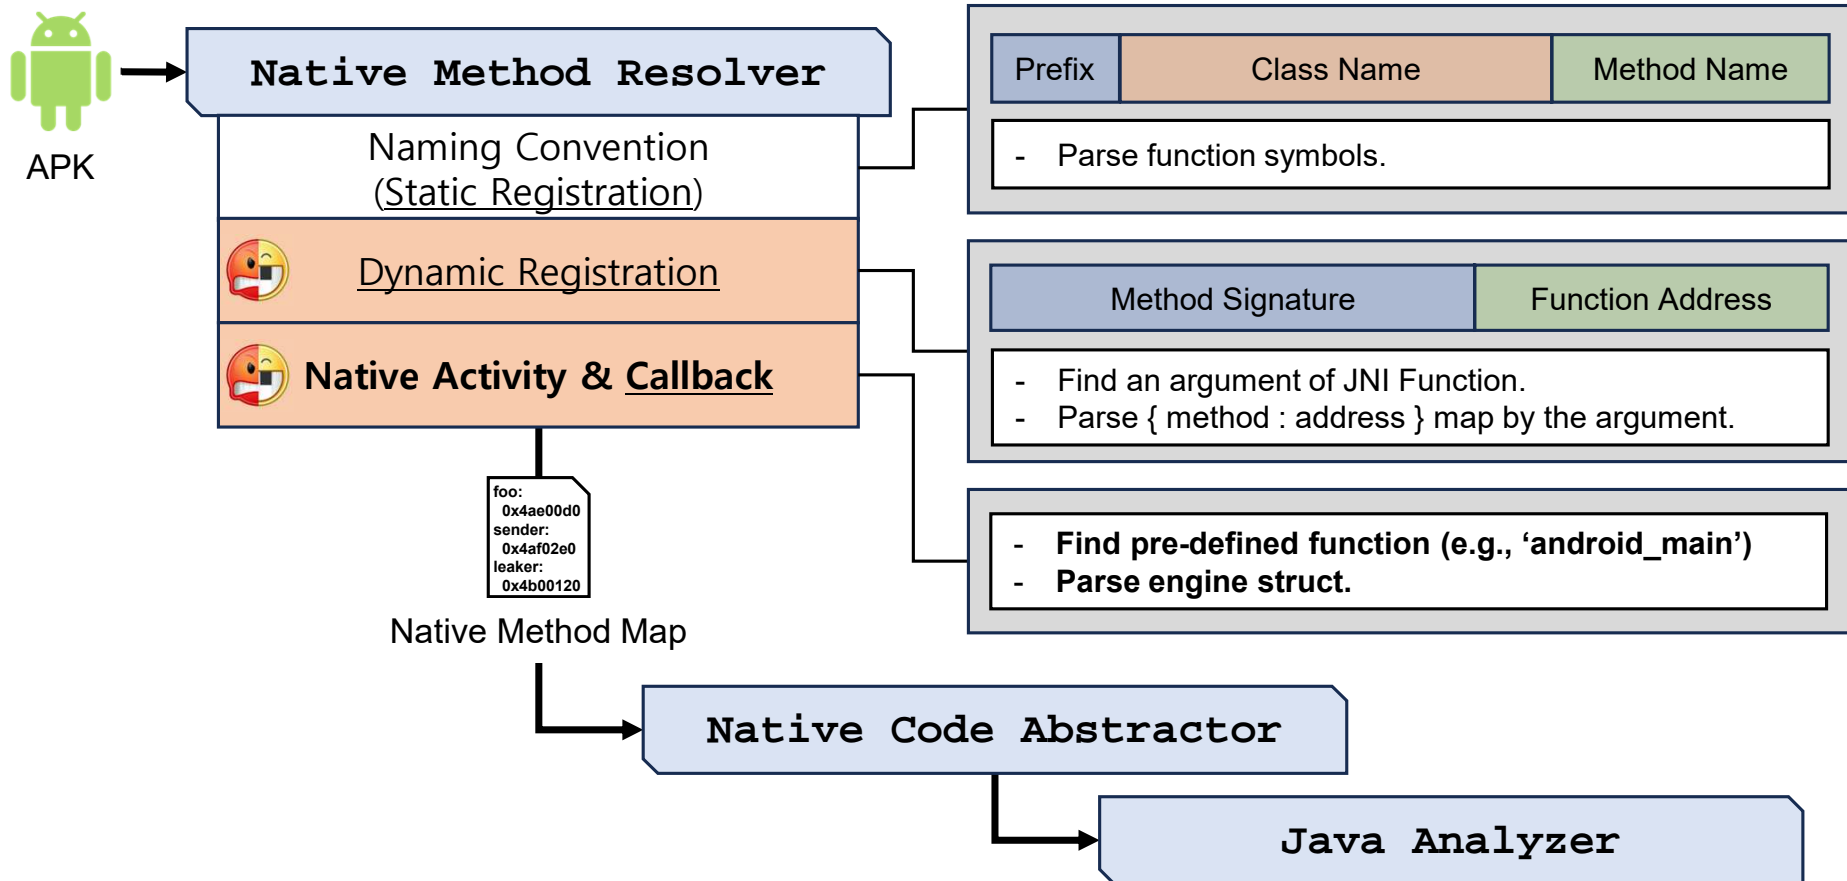 APK
Native Method Resolver
Naming Convention
(Static Registration)
Dynamic Registration
Native Activity & Callback
Prefix
Class Name
Method Name
- Parse function symbols.
Method Signature
Function Address
- Find an argument of JNI Function.
- Parse { method : address } map by the argument.
- Find pre-defined function (e.g., ‘android_main’)
- Parse engine struct.
foo:
0x4ae00d0
sender:
0x4af02e0
leaker:
0x4b00120
Native Method Map
Native Code Abstractor
Java Analyzer